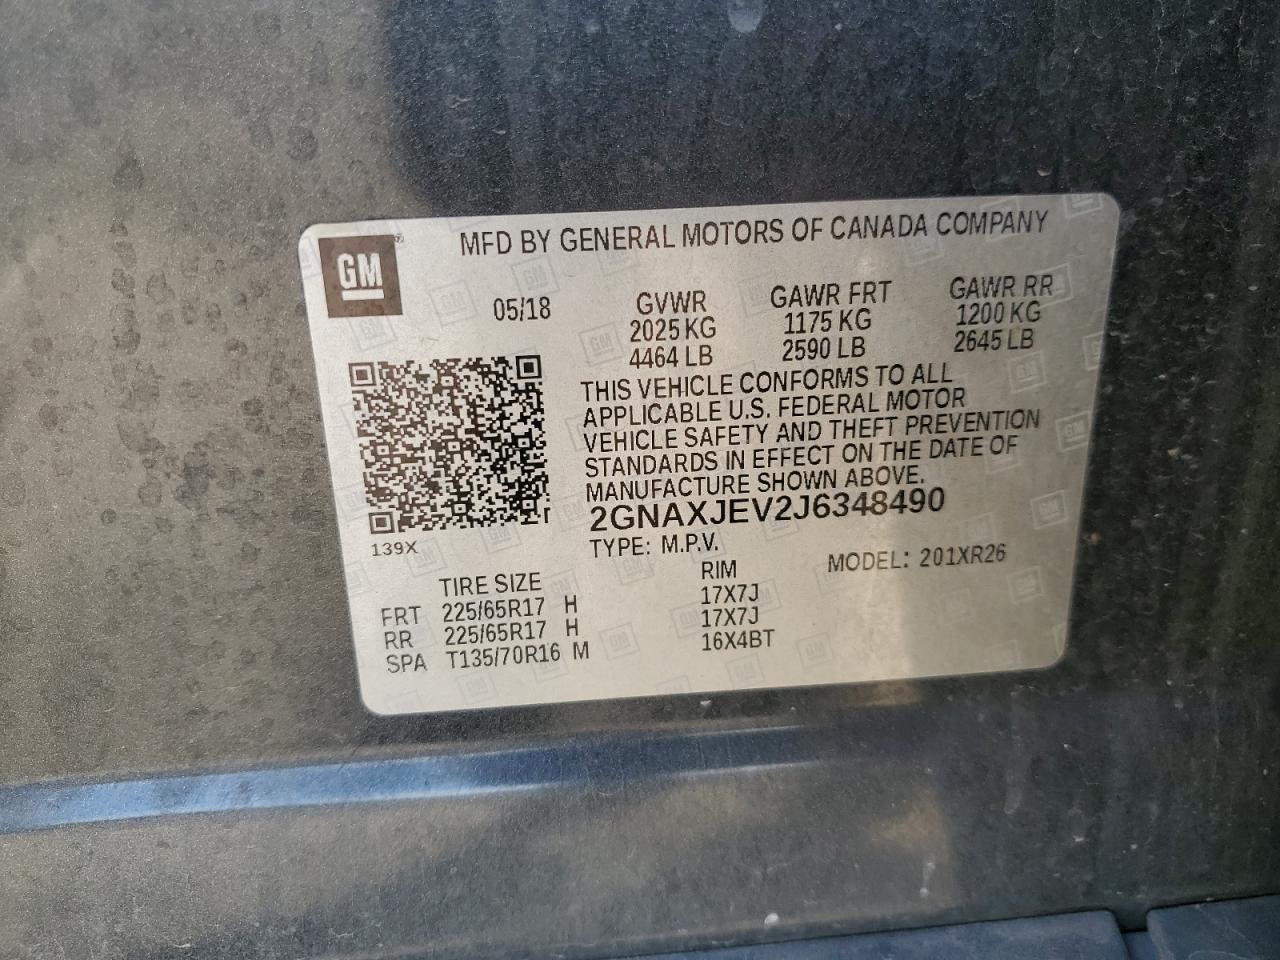 GM
MFD BY GENERAL MOTORS OF CANADA COMPANY
05/18 GVWR GAWR FRT GAWR RR
2025 KG 1175 KG 1200 KG
4464 LB 2590 LB 2645 LB
THIS VEHICLE CONFORMS TO ALL
APPLICABLE U.S. FEDERAL MOTOR
VEHICLE SAFETY AND THEFT PREVENTION
STANDARDS IN EFFECT ON THE DATE OF
MANUFACTURE SHOWN ABOVE.
2GNAXJEV2J6348490
139X
TYPE: M.P.V. MODEL: 201XR26
TIRE SIZE RIM
FRT 225/65R17 H 17X7J
RR 225/65R17 H 17X7J
SPA T135/70R16 M 16X4BT